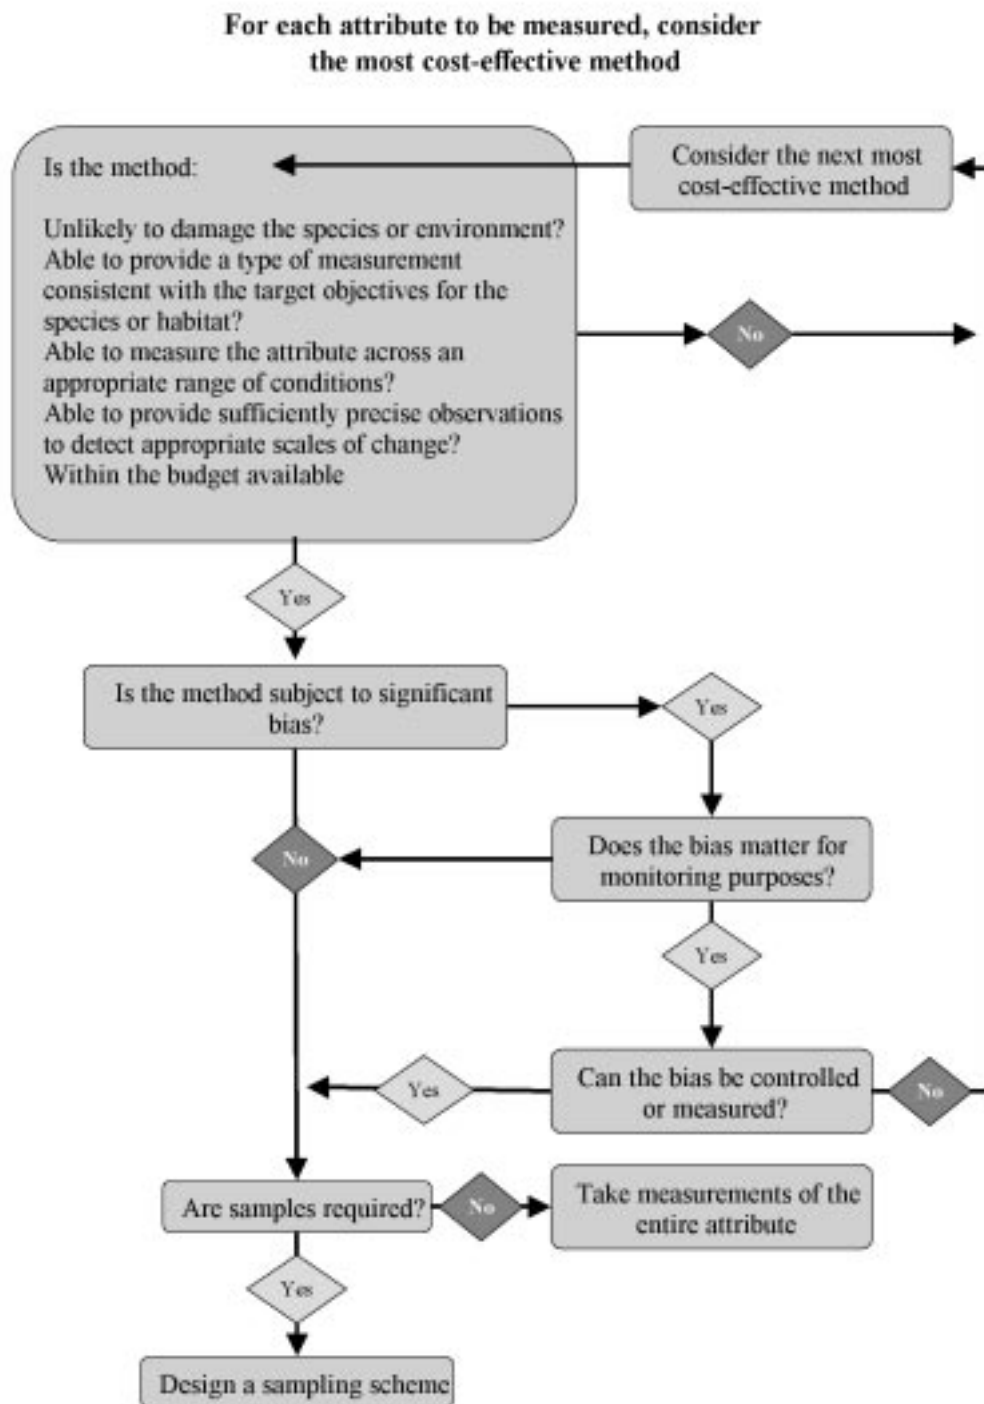 For each attribute to be measured, consider
the most cost-effective method
Is the method:
Unlikely to damage the species or environment?
Able to provide a type of measurement
consistent with the target objectives for the
species or habitat?
Able to measure the attribute across an
appropriate range of conditions?
Able to provide sufficiently precise observations
to detect appropriate scales of change?
Within the budget available
Consider the next most
cost-effective method
No
Yes
Is the method subject to significant
bias?
Yes
No
Does the bias matter for
monitoring purposes?
Yes
Yes
Can the bias be controlled
or measured?
No
Are samples required?
No
Take measurements of the
entire attribute
Yes
Design a sampling scheme